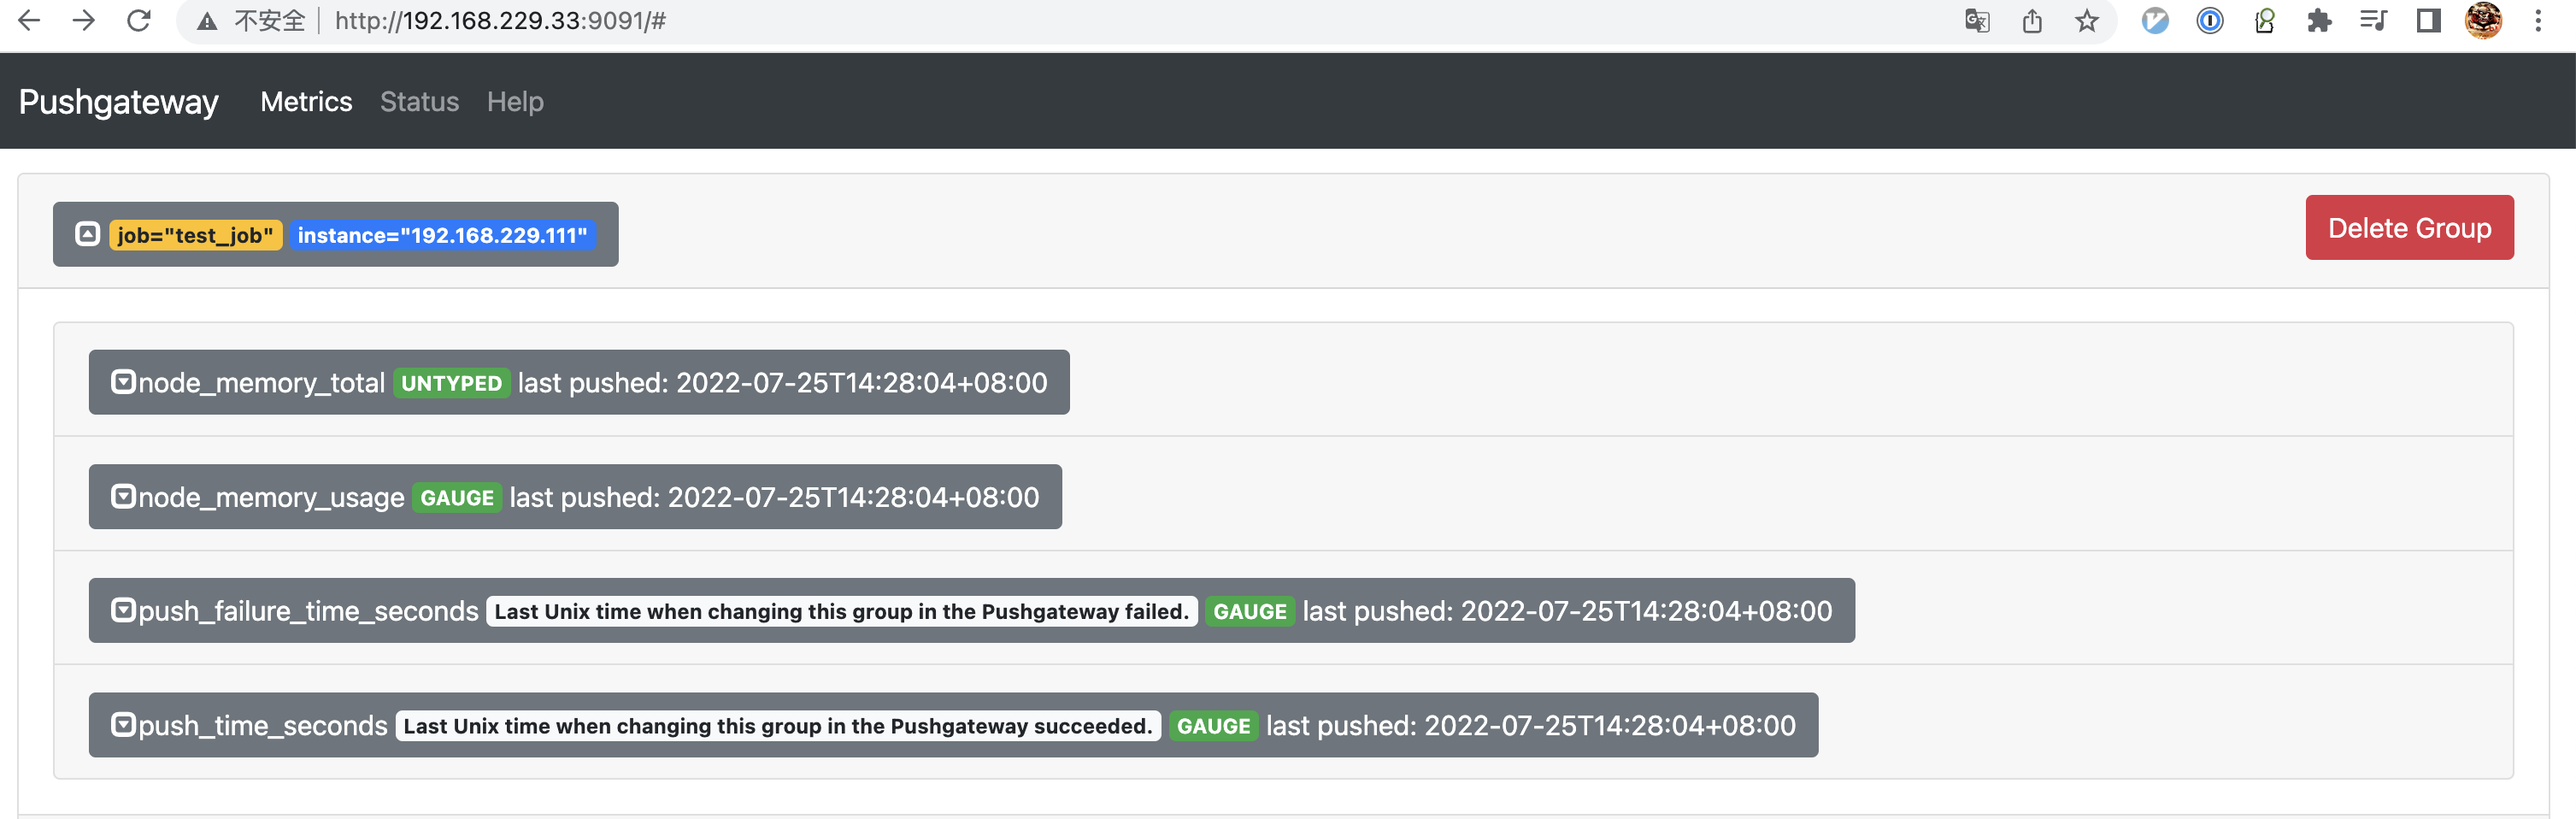 不安全 http://192.168.229.33:9091/#
Pushgateway Metrics Status Help
job="test_job" instance="192.168.229.111" Delete Group
node_memory_total UNTYPED last pushed: 2022-07-25T14:28:04+08:00
node_memory_usage GAUGE last pushed: 2022-07-25T14:28:04+08:00
push_failure_time_seconds Last Unix time when changing this group in the Pushgateway failed. GAUGE last pushed: 2022-07-25T14:28:04+08:00
push_time_seconds Last Unix time when changing this group in the Pushgateway succeeded. GAUGE last pushed: 2022-07-25T14:28:04+08:00